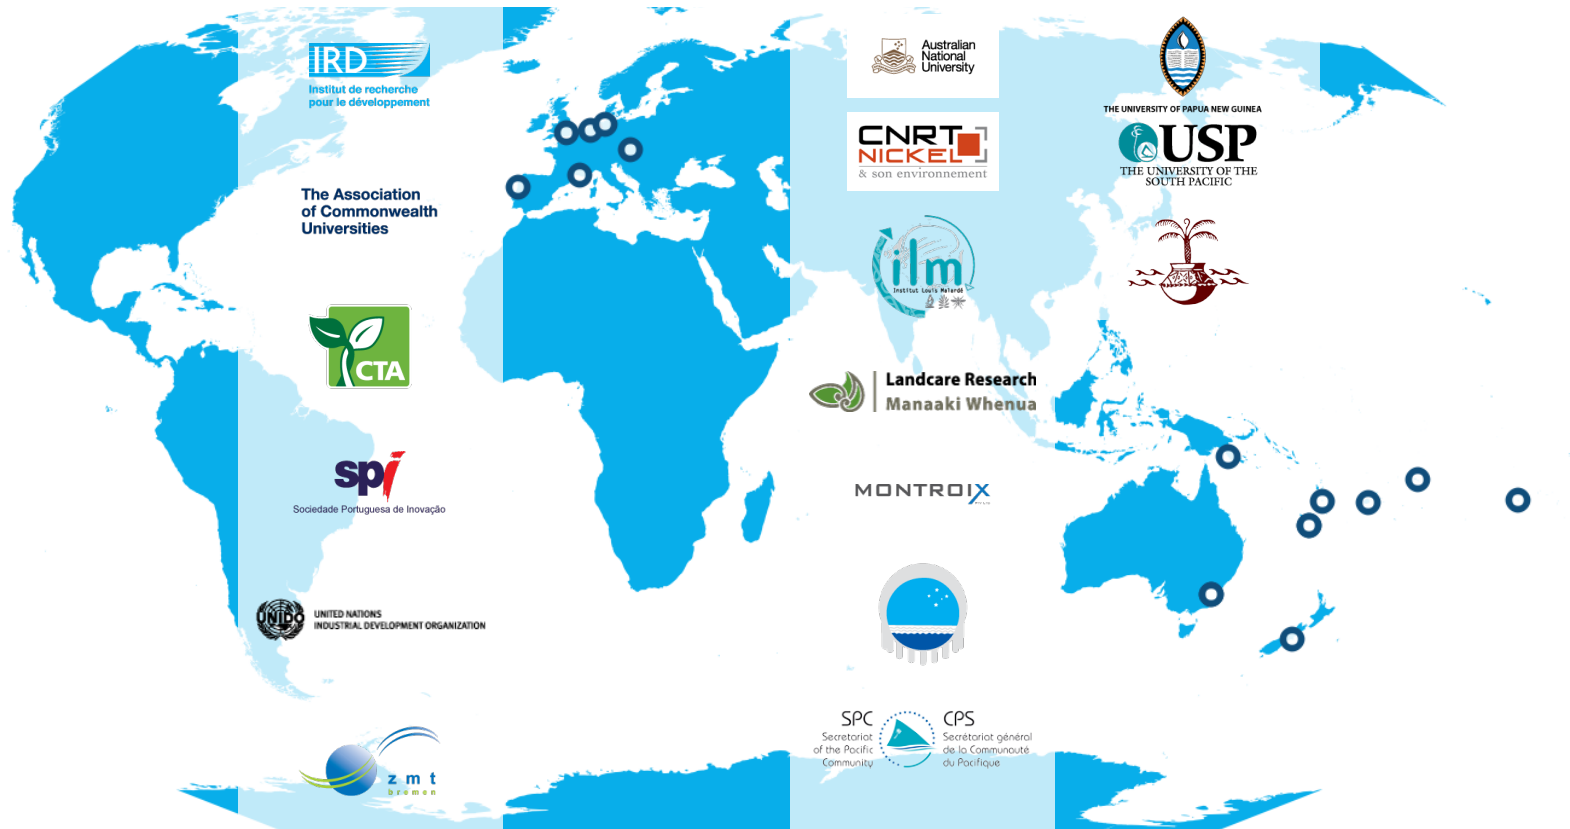 IRD
Institut de recherche
pour le développement
The Association
of Commonwealth
Universities
CTA
spi
Sociedade Portuguesa de Inovação
UNIDO
UNITED NATIONS
INDUSTRIAL DEVELOPMENT ORGANIZATION
zmt
bremen
Australian
National
University
CNRT
NICKEL
& son environnement
ilm
Institut Louis Malardé
Landcare Research
Manaaki Whenua
MONTROIX
SPC
Secretariat
of the Pacific
Community
CPS
Secrétariat général
de la Communauté
du Pacifique
THE UNIVERSITY OF PAPUA NEW GUINEA
USP
THE UNIVERSITY OF THE
SOUTH PACIFIC